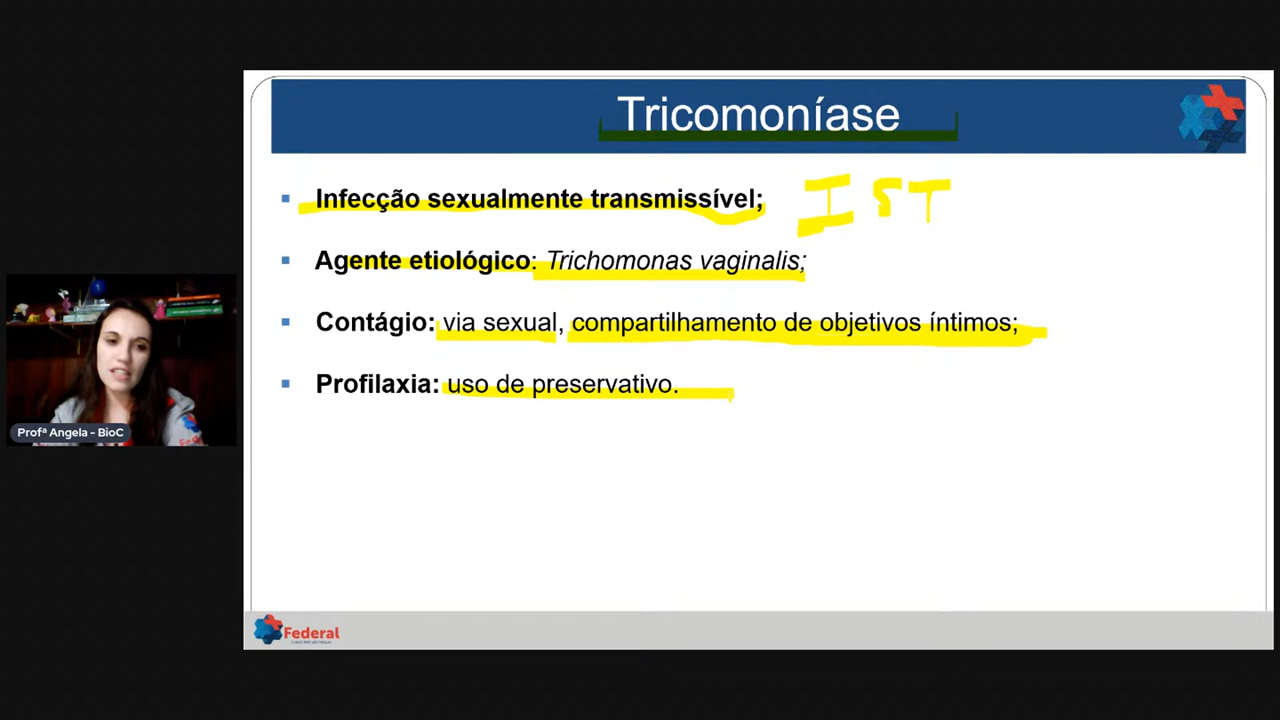 Tricomoníase
▪ Infecção sexualmente transmissível; IST
▪ Agente etiológico: Trichomonas vaginalis;
▪ Contágio: via sexual, compartilhamento de objetivos íntimos;
▪ Profilaxia: uso de preservativo.
Profª Angela - BioC
Federal